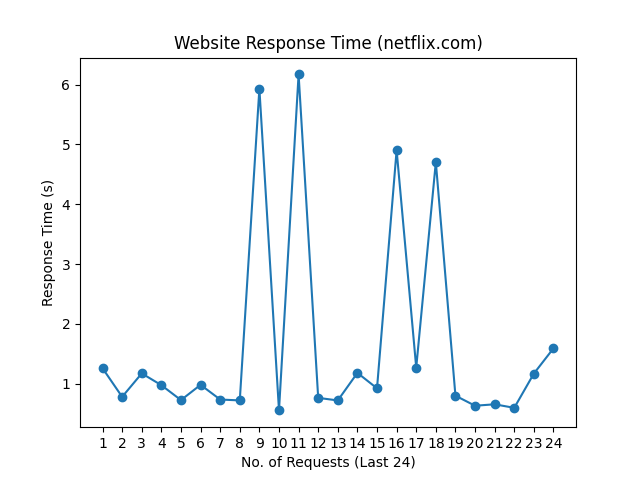 Website Response Time (netflix.com)
6
5
4
3
2
1
Response Time (s)
1 2 3 4 5 6 7 8 9 10 11 12 13 14 15 16 17 18 19 20 21 22 23 24
No. of Requests (Last 24)